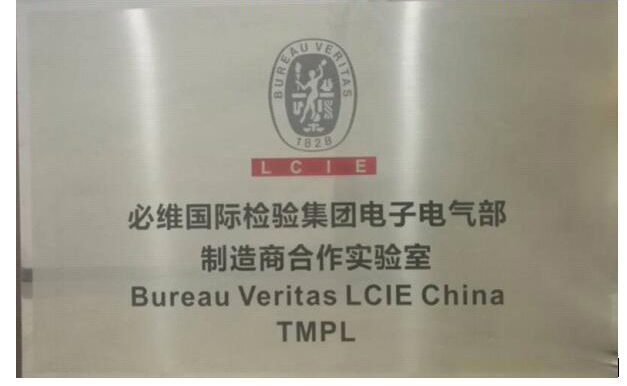 BUREAU VERITAS
1828
LCIE
必维国际检验集团电子电气部
制造商合作实验室
Bureau Veritas LCIE China
TMPL